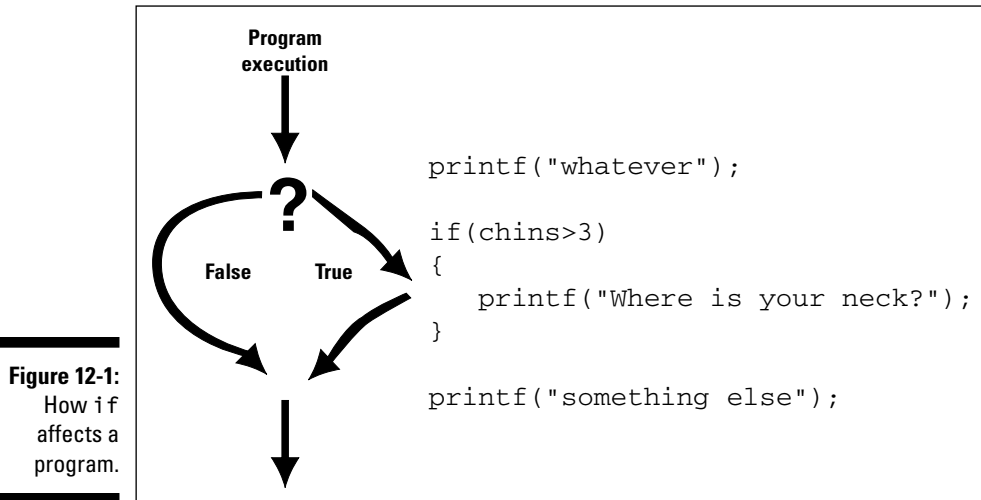 Program
execution
?
False
True
printf("whatever");
if(chins>3)
{
   printf("Where is your neck?");
}
printf("something else");
Figure 12-1:
How if
affects a
program.